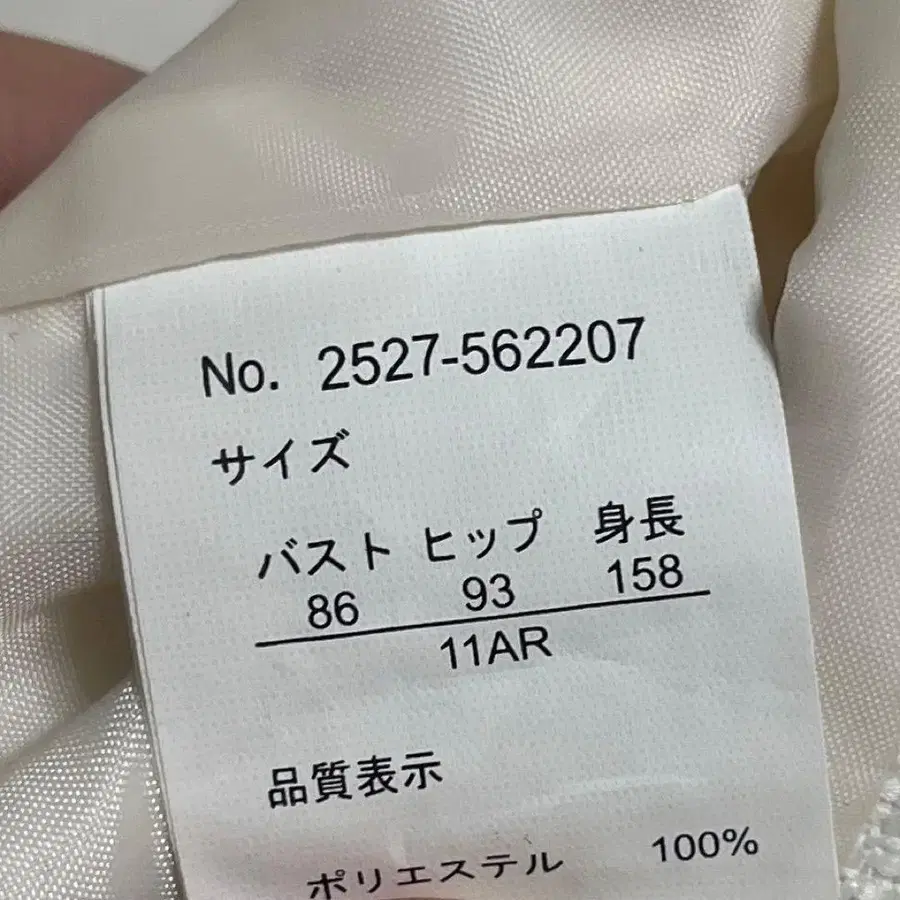 No. 2527-562207
サイズ
バスト ヒップ 身長
86 93 158
11AR
品質表示
ポリエステル 100%